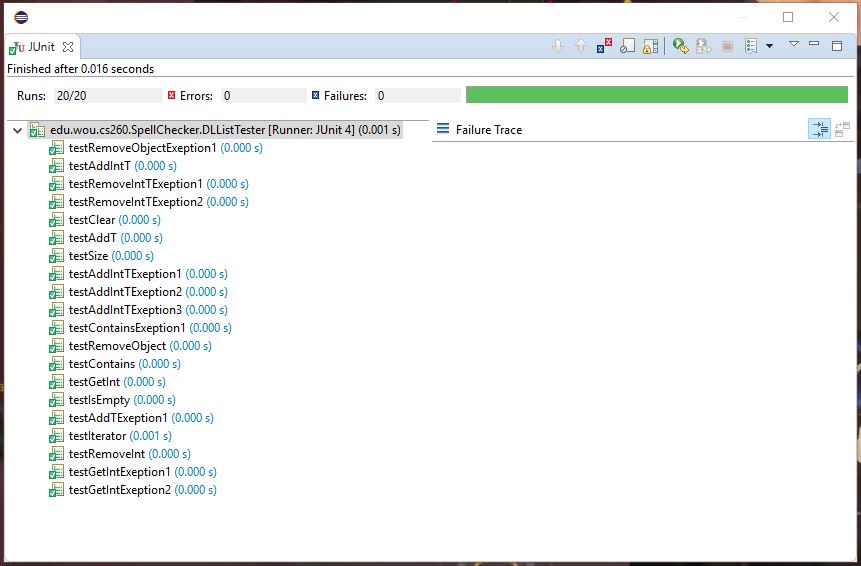 JUnit
Finished after 0.016 seconds
Runs: 20/20 Errors: 0 Failures: 0
edu.wou.cs260.SpellChecker.DLListTester [Runner: JUnit 4] (0.001 s)
Failure Trace
testRemoveObjectExeption1 (0.000 s)
testAddIntT (0.000 s)
testRemoveIntTExeption1 (0.000 s)
testRemoveIntTExeption2 (0.000 s)
testClear (0.000 s)
testAddT (0.000 s)
testSize (0.000 s)
testAddIntTExeption1 (0.000 s)
testAddIntTExeption2 (0.000 s)
testAddIntTExeption3 (0.000 s)
testContainsExeption1 (0.000 s)
testRemoveObject (0.000 s)
testContains (0.000 s)
testGetInt (0.000 s)
testIsEmpty (0.000 s)
testAddTExeption1 (0.000 s)
testIterator (0.001 s)
testRemoveInt (0.000 s)
testGetIntExeption1 (0.000 s)
testGetIntExeption2 (0.000 s)